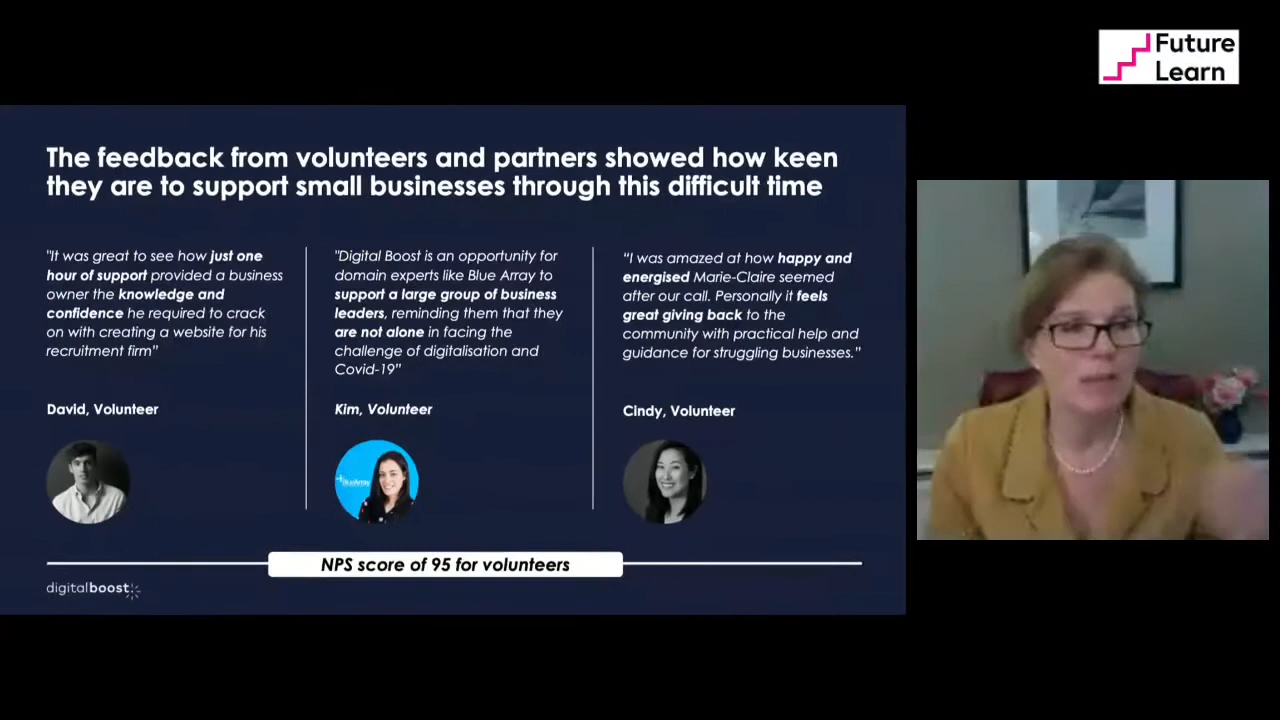 Future
Learn
The feedback from volunteers and partners showed how keen
they are to support small businesses through this difficult time
"It was great to see how just one
hour of support provided a business
owner the knowledge and
confidence he required to crack
on with creating a website for his
recruitment firm"
David, Volunteer
"Digital Boost is an opportunity for
domain experts like Blue Array to
support a large group of business
leaders, reminding them that they
are not alone in facing the
challenge of digitalisation and
Covid-19"
Kim, Volunteer
BlueArray
"I was amazed at how happy and
energised Marie-Claire seemed
after our call. Personally it feels
great giving back to the
community with practical help and
guidance for struggling businesses."
Cindy, Volunteer
NPS score of 95 for volunteers
digitalboost